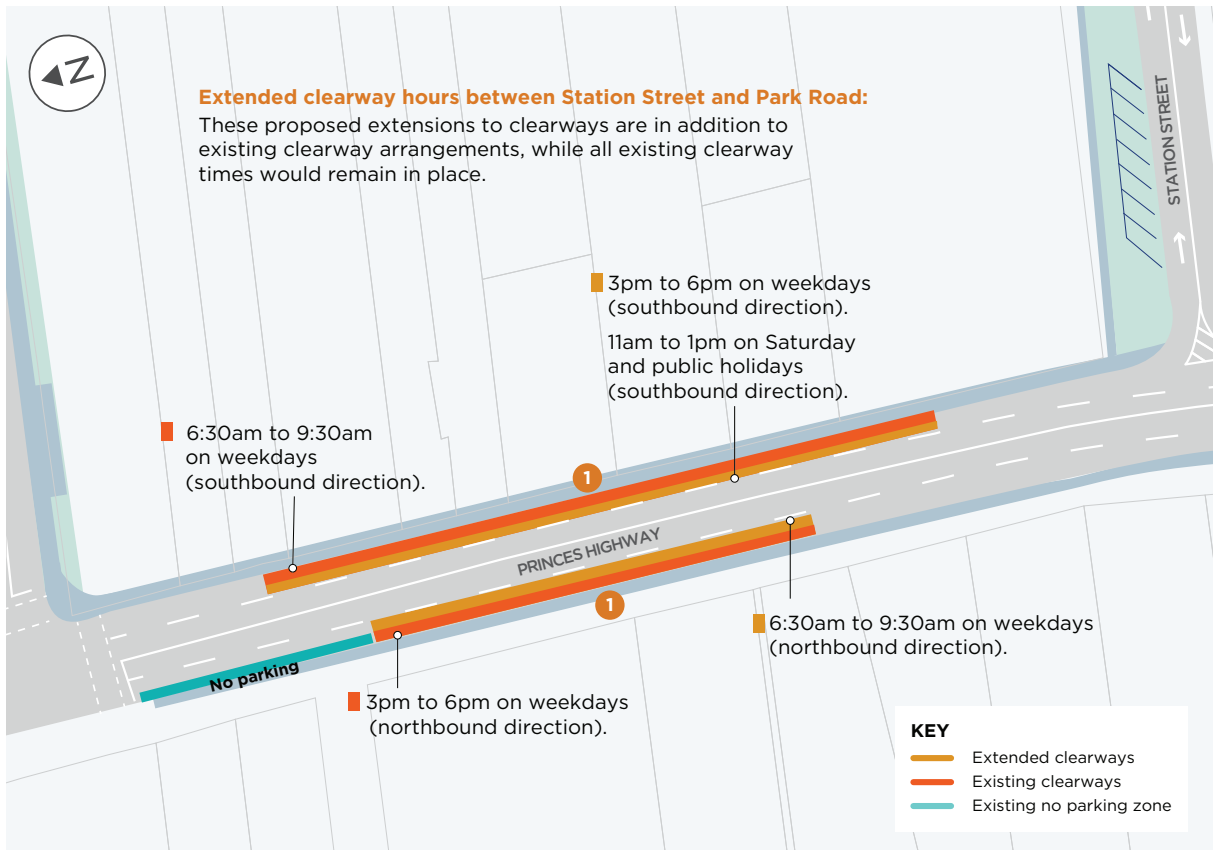 N
Extended clearway hours between Station Street and Park Road:
These proposed extensions to clearways are in addition to
existing clearway arrangements, while all existing clearway
times would remain in place.
STATION STREET
3pm to 6pm on weekdays
(southbound direction).
11am to 1pm on Saturday
and public holidays
(southbound direction).
6:30am to 9:30am
on weekdays
(southbound direction).
1
PRINCES HIGHWAY
1
6:30am to 9:30am on weekdays
(northbound direction).
No parking
3pm to 6pm on weekdays
(northbound direction).
KEY
Extended clearways
Existing clearways
Existing no parking zone